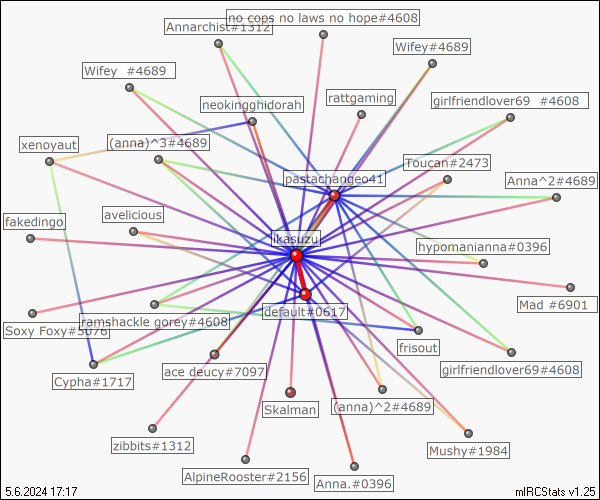 no cops no laws no hope#4608
Annarchist#1312
Wifey#4689
Wifey #4689
rattgaming
girlfriendlover69 #4608
neokingghidorah
xenoyaut
(anna)^3#4689
Toucan#2473
pastachangeo41
Anna^2#4689
fakedingo
avelicious
ikasuzu
hypomanianna#0396
Mad #6901
default#0617
ramshackle gorey#4608
Soxy Foxy#5076
frisout
girlfriendlover69#4608
ace deucy#7097
Cypha#1717
Skalman
(anna)^2#4689
zibbits#1312
Mushy#1984
AlpineRooster#2156
Anna.#0396
5.6.2024 17:17
mIRCStats v1.25